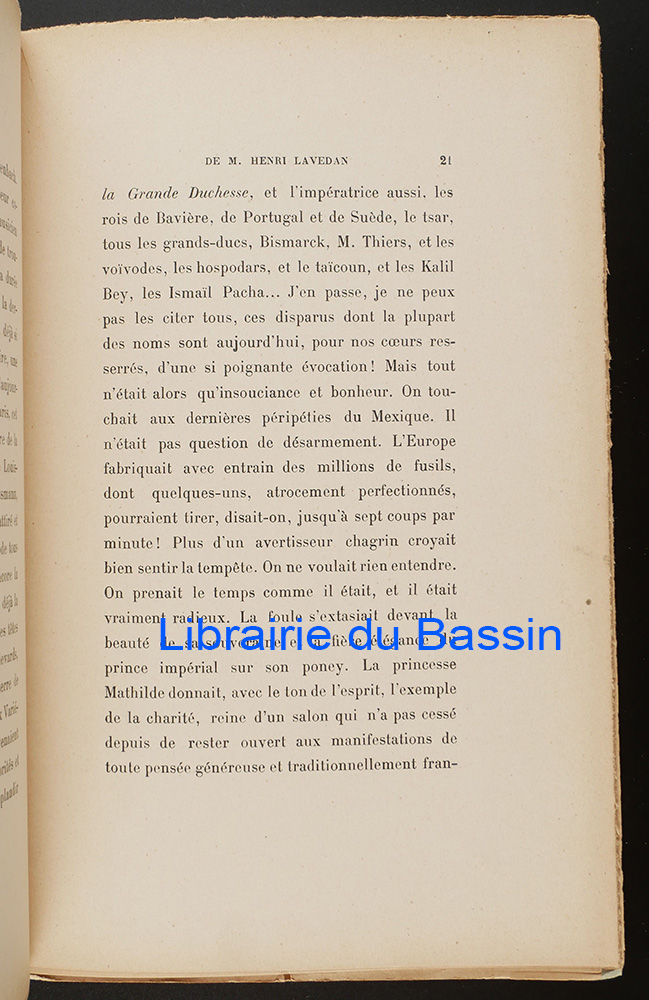 DE M. HENRI LAVEDAN 21
la Grande Duchesse, et l'impératrice aussi, les
rois de Bavière, de Portugal et de Suède, le tsar,
tous les grands-ducs, Bismarck, M. Thiers, et les
voïvodes, les hospodars, et le taïcoun, et les Kalil
Bey, les Ismaïl Pacha... J'en passe, je ne peux
pas les citer tous, ces disparus dont la plupart
des noms sont aujourd'hui, pour nos cœurs res-
serrés, d'une si poignante évocation ! Mais tout
n'était alors qu'insouciance et bonheur. On tou-
chait aux dernières péripéties du Mexique. Il
n'était pas question de désarmement. L'Europe
fabriquait avec entrain des millions de fusils,
dont quelques-uns, atrocement perfectionnés,
pourraient tirer, disait-on, jusqu'à sept coups par
minute ! Plus d'un avertisseur chagrin croyait
bien sentir la tempête. On ne voulait rien entendre.
On prenait le temps comme il était, et il était
vraiment radieux. La foule s'extasiait devant la
beauté de sa souveraine et la fière élégance du
Librairie du Bassin
prince impérial sur son poney. La princesse
Mathilde donnait, avec le ton de l'esprit, l'exemple
de la charité, reine d'un salon qui n'a pas cessé
depuis de rester ouvert aux manifestations de
toute pensée généreuse et traditionnellement fran-